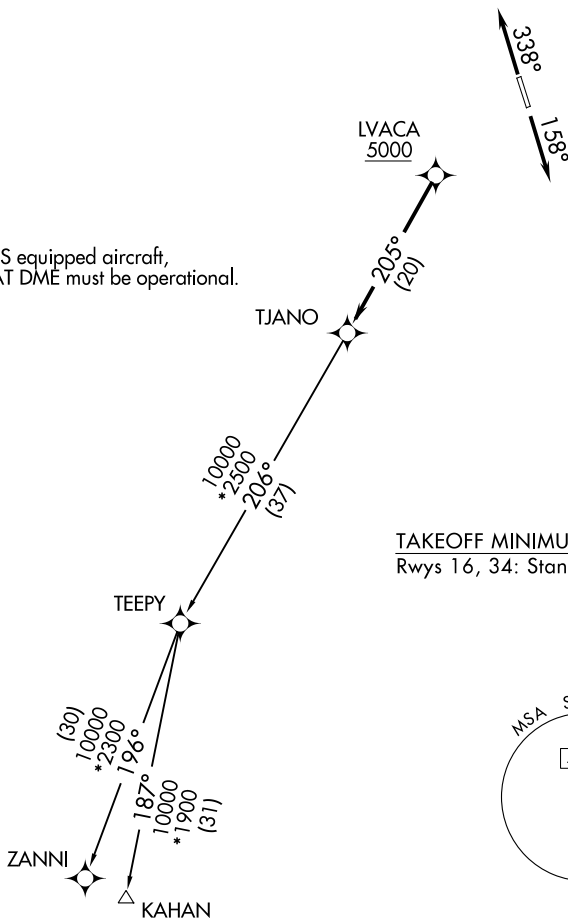 338°
158°
LVACA
5000
S equipped aircraft,
AT DME must be operational.
205°
(20)
TJANO
10000
*2500
206°
(37)
TAKEOFF MINIMU
Rwys 16, 34: Stan
TEEPY
(30)
10000
*2300
196°
187°
10000
*1900
(31)
MSA S
ZANNI
KAHAN